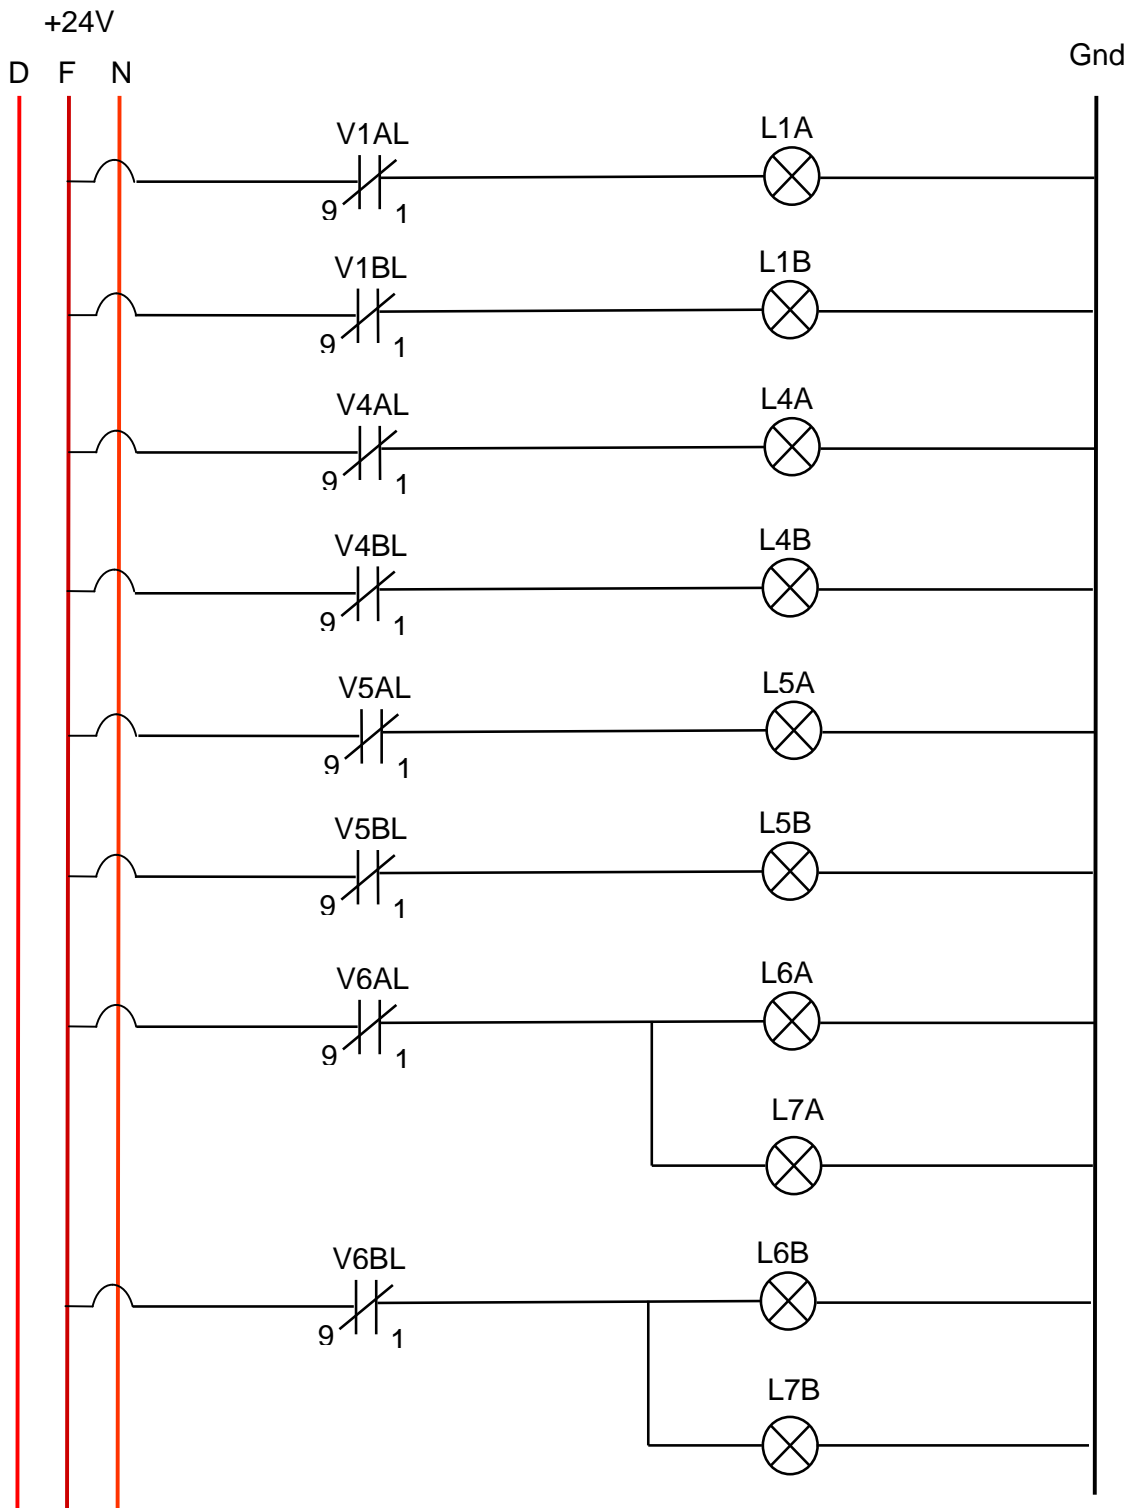 +24V
D F N
Gnd
V1AL
L1A
9 1
V1BL
L1B
9 1
V4AL
L4A
9 1
V4BL
L4B
9 1
V5AL
L5A
9 1
V5BL
L5B
9 1
V6AL
L6A
9 1
L7A
V6BL
L6B
9 1
L7B